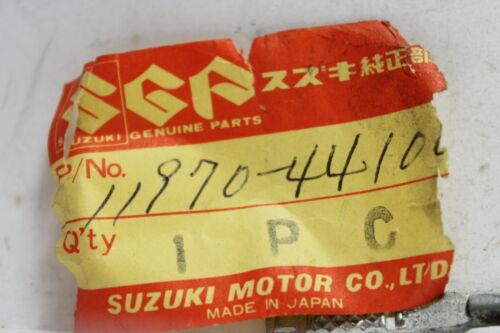 SGP スズキ純正部
SUZUKI GENUINE PARTS
P/No. 11970-4410
Q'ty 1 PC
SUZUKI MOTOR CO.,LTD
MADE IN JAPAN